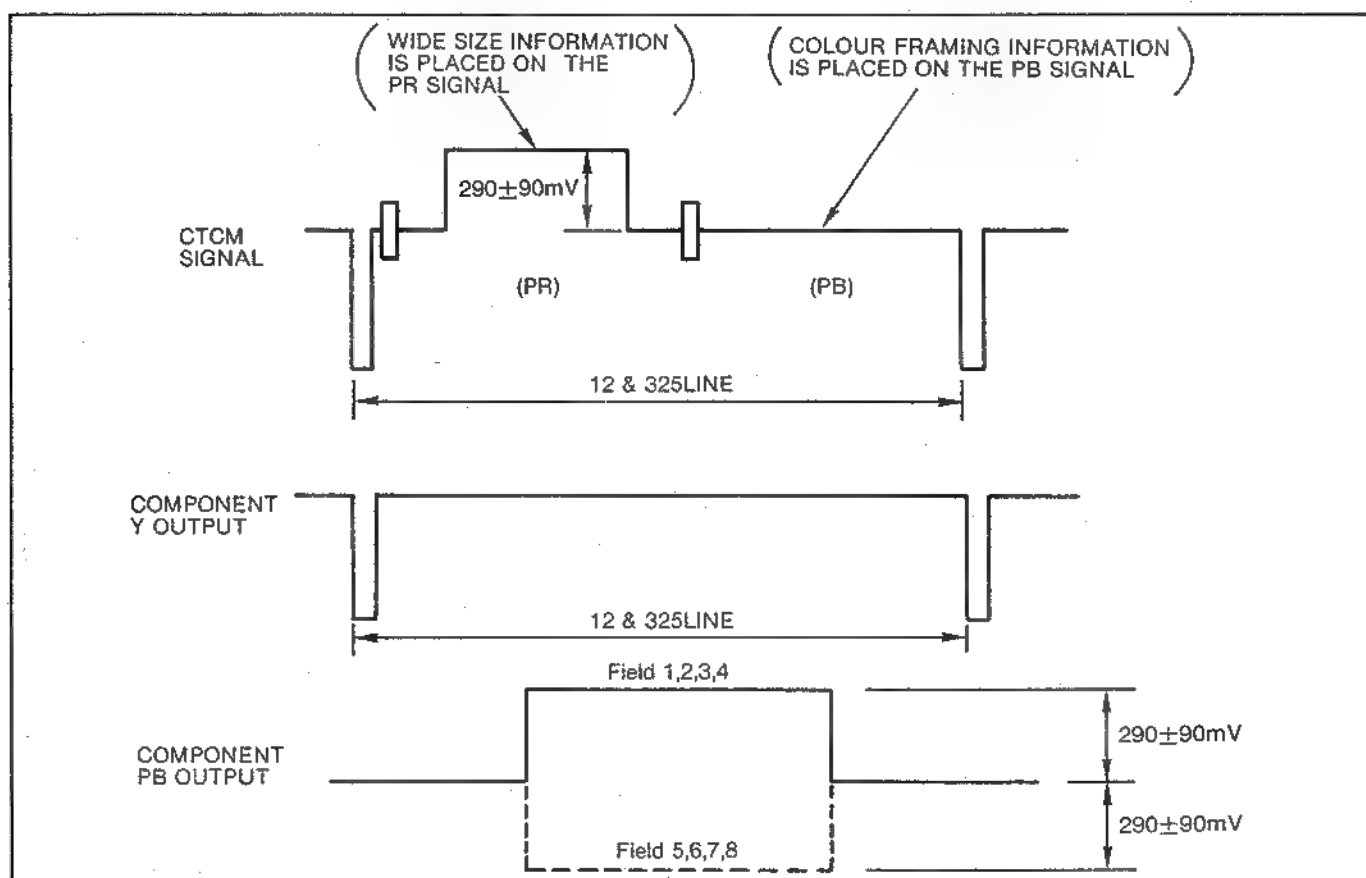 WIDE SIZE INFORMATION
IS PLACED ON THE
PR SIGNAL
COLOUR FRAMING INFORMATION
IS PLACED ON THE PB SIGNAL
290±90mV
CTCM
SIGNAL
(PR)
(PB)
12 & 325LINE
COMPONENT
Y OUTPUT
12 & 325LINE
Field 1,2,3,4
COMPONENT
PB OUTPUT
290±90mV
290±90mV
Field 5,6,7,8